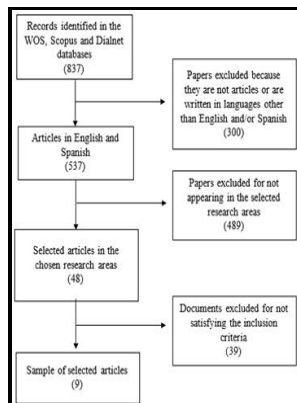 Records identified in the
WOS, Scopus and Dialnet
databases
(837)
Papers excluded because
they are not articles or are
written in languages other
than English and/or Spanish
(300)
Articles in English and
Spanish
(537)
Papers excluded for not
appearing in the selected
research areas
(489)
Selected articles in the
chosen research areas
(48)
Documents excluded for not
satisfying the inclusion
criteria
(39)
Sample of selected articles
(9)